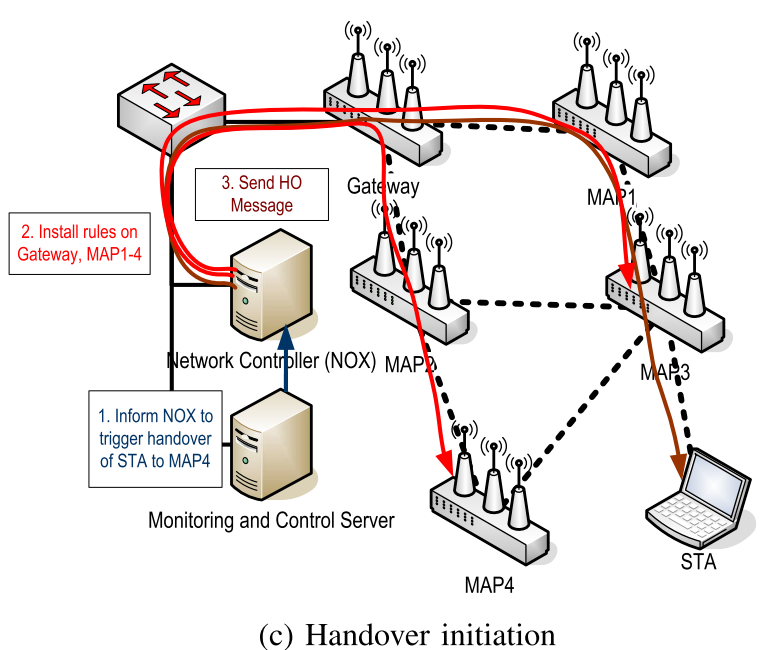 3. Send HO
Message
Gateway
MAP1
2. Install rules on
Gateway, MAP1-4
Network Controller (NOX)
MAP2
MAP3
1. Inform NOX to
trigger handover
of STA to MAP4
Monitoring and Control Server
STA
MAP4
(c) Handover initiation